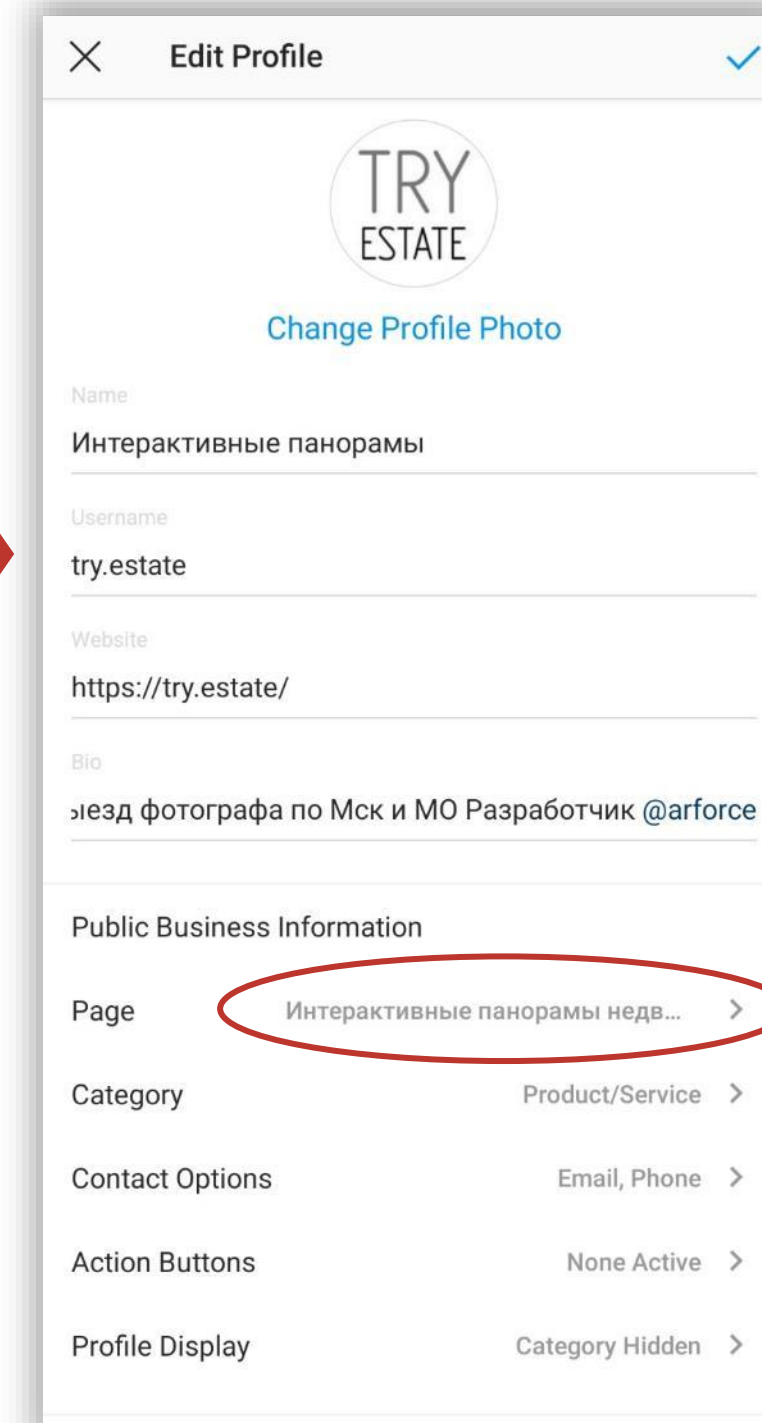 Edit Profile
TRY
ESTATE
Change Profile Photo
Name
Интерактивные панорамы
Username
try.estate
Website
https://try.estate/
Bio
ыезд фотографа по Мск и МО Разработчик @arforce
Public Business Information
Page Интерактивные панорамы недв...
Category Product/Service
Contact Options Email, Phone
Action Buttons None Active
Profile Display Category Hidden